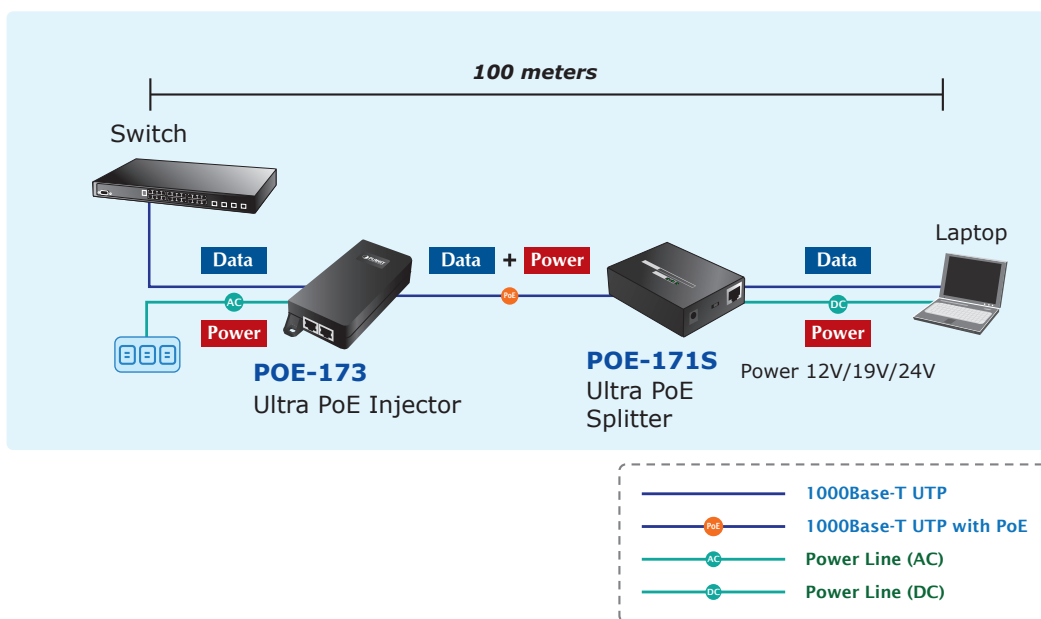 100 meters
Switch
Laptop
Data
Data + Power
Data
AC
PoE
DC
Power
Power
PLANET
POE-173
Ultra PoE Injector
POE-171S
Ultra PoE
Splitter
Power 12V/19V/24V
1000Base-T UTP
PoE
1000Base-T UTP with PoE
AC
Power Line (AC)
DC
Power Line (DC)